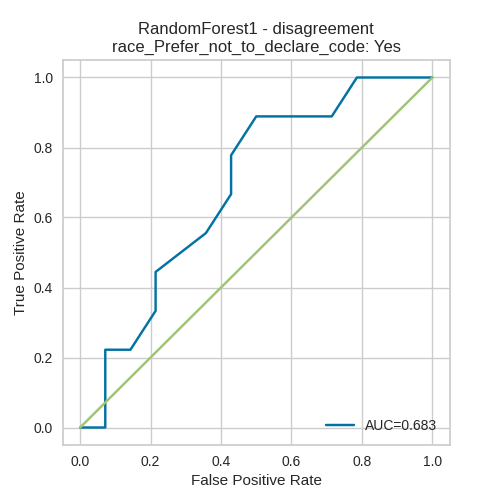 RandomForest1 - disagreement
race_Prefer_not_to_declare_code: Yes
1.0
0.8
0.6
0.4
0.2
0.0
True Positive Rate
AUC=0.683
0.0 0.2 0.4 0.6 0.8 1.0
False Positive Rate